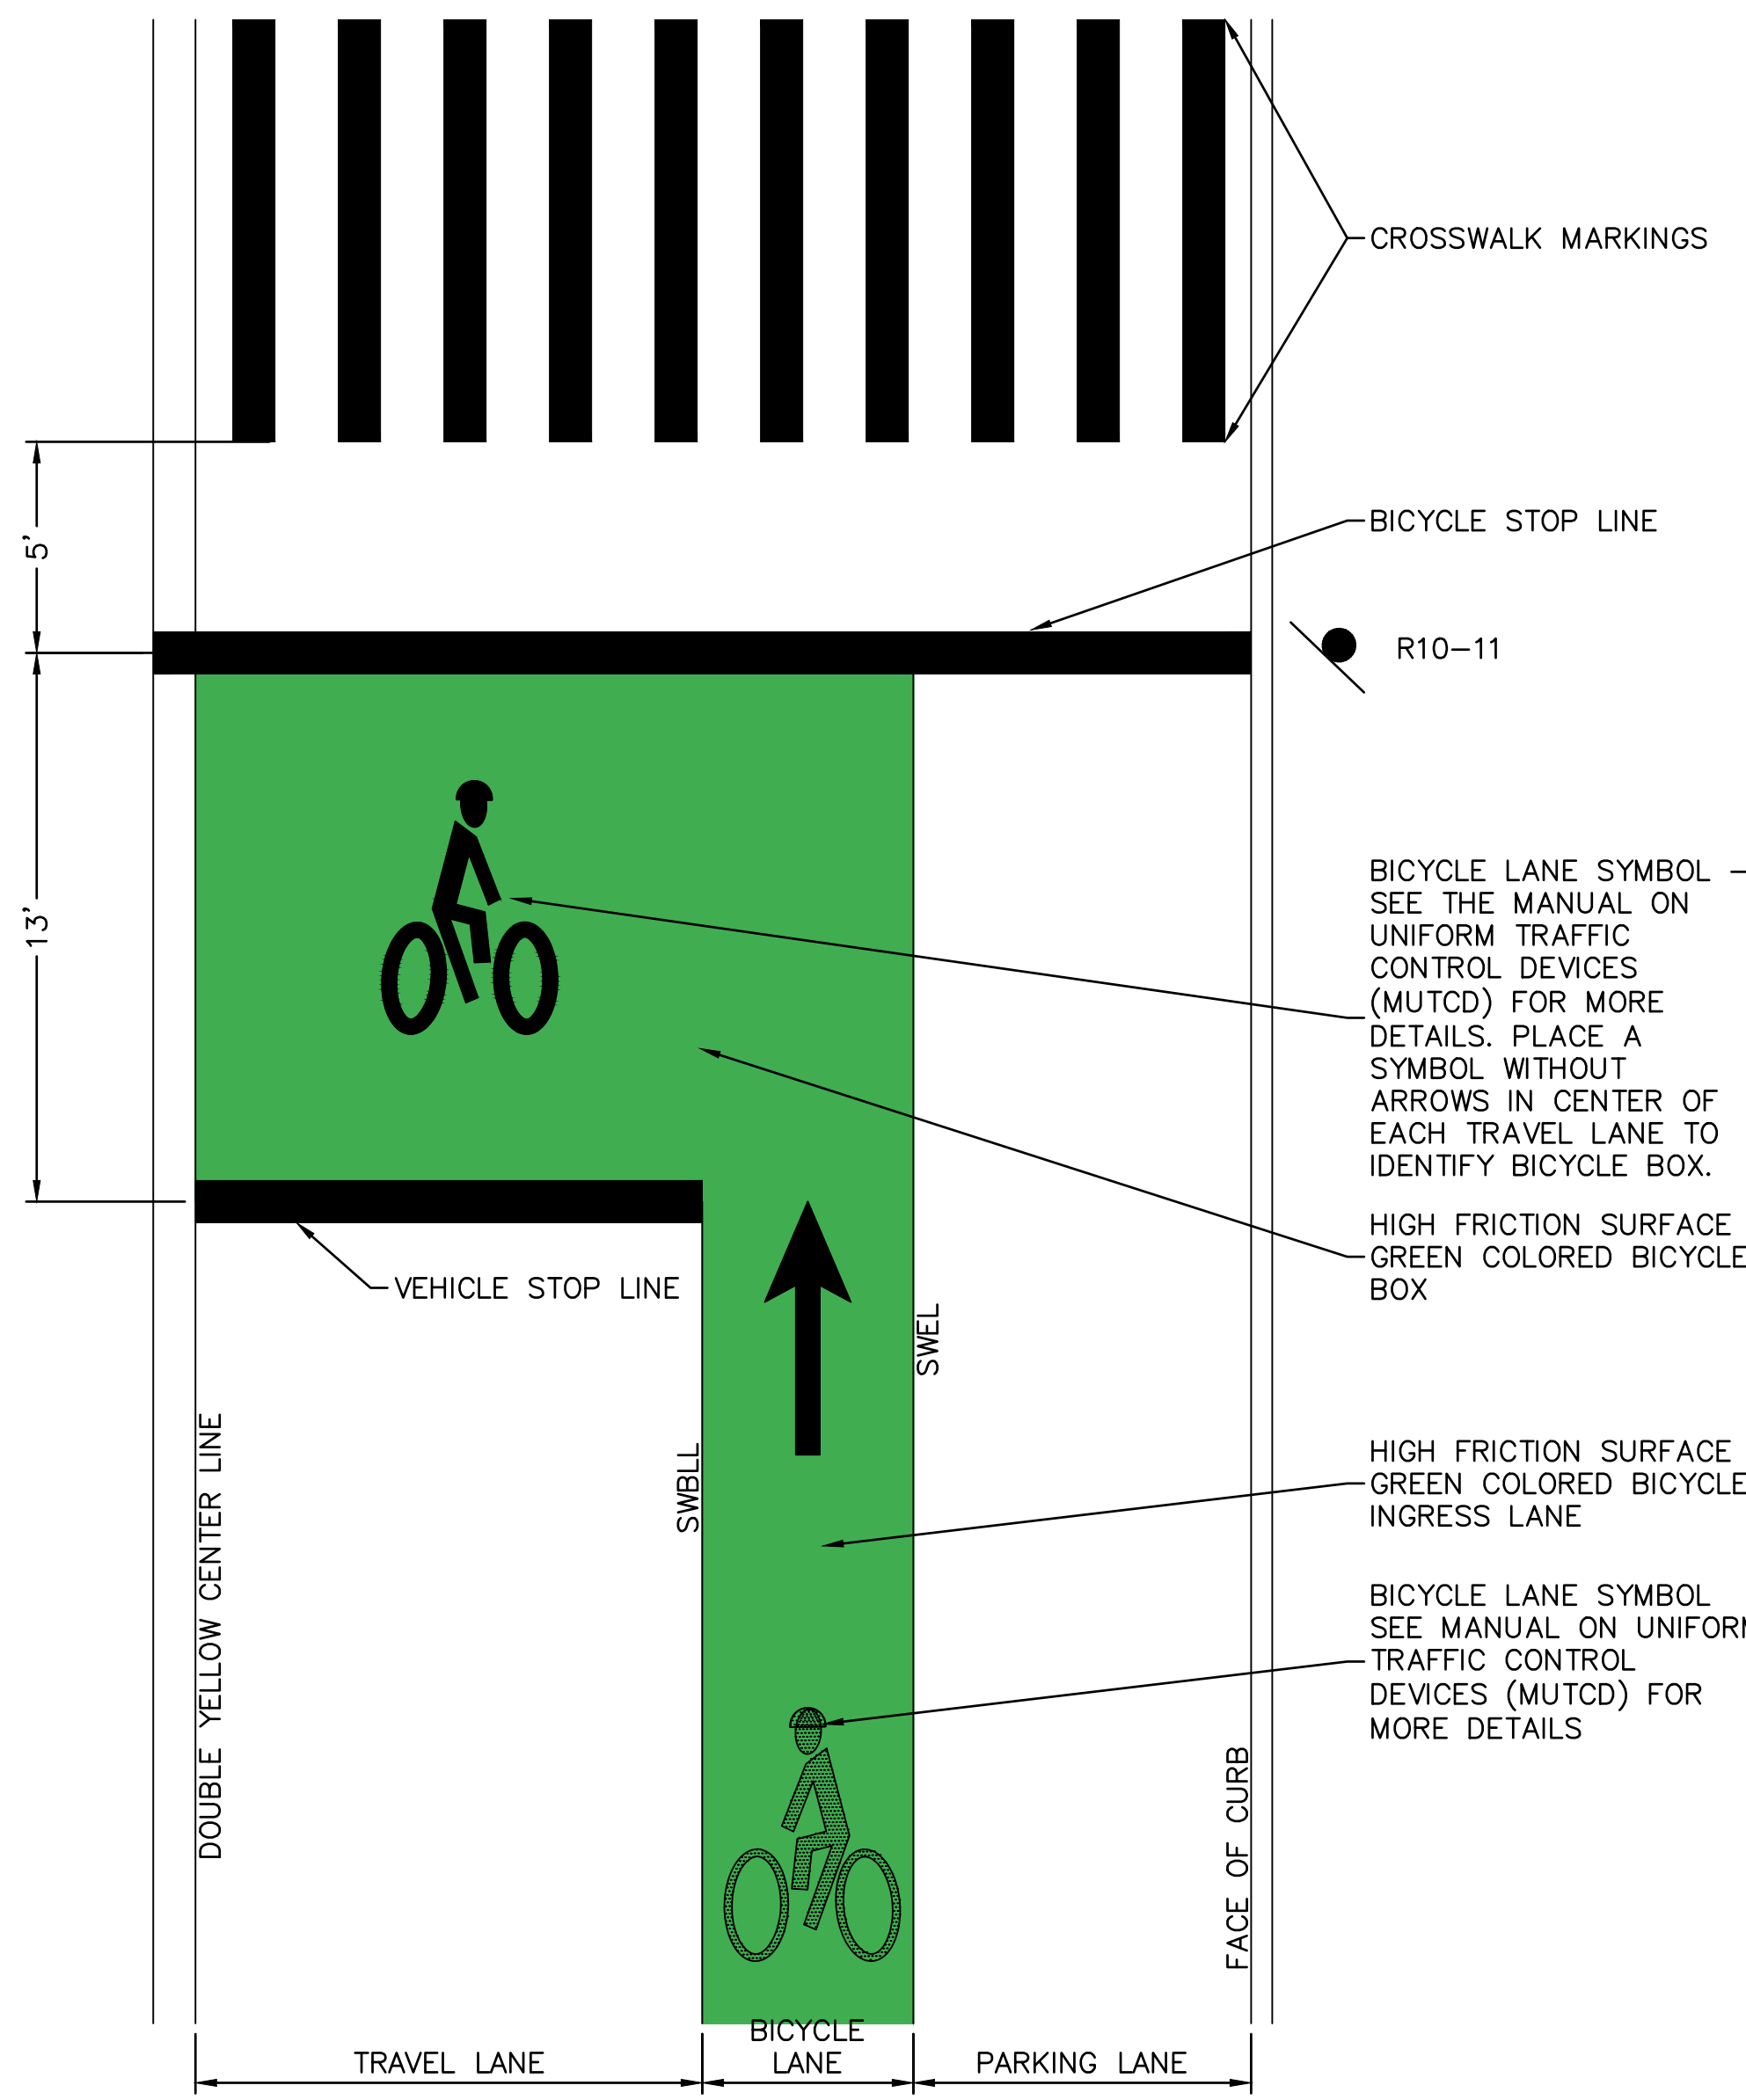 CROSSWALK MARKINGS
5'
BICYCLE STOP LINE
R10-11
13'
BICYCLE LANE SYMBOL -
SEE THE MANUAL ON
UNIFORM TRAFFIC
CONTROL DEVICES
(MUTCD) FOR MORE
DETAILS. PLACE A
SYMBOL WITHOUT
ARROWS IN CENTER OF
EACH TRAVEL LANE TO
IDENTIFY BICYCLE BOX.
HIGH FRICTION SURFACE
GREEN COLORED BICYCLE
BOX
VEHICLE STOP LINE
SWEL
SWBLL
DOUBLE YELLOW CENTER LINE
HIGH FRICTION SURFACE
GREEN COLORED BICYCLE
INGRESS LANE
BICYCLE LANE SYMBOL
SEE MANUAL ON UNIFORM
TRAFFIC CONTROL
DEVICES (MUTCD) FOR
MORE DETAILS
FACE OF CURB
TRAVEL LANE
BICYCLE
LANE
PARKING LANE